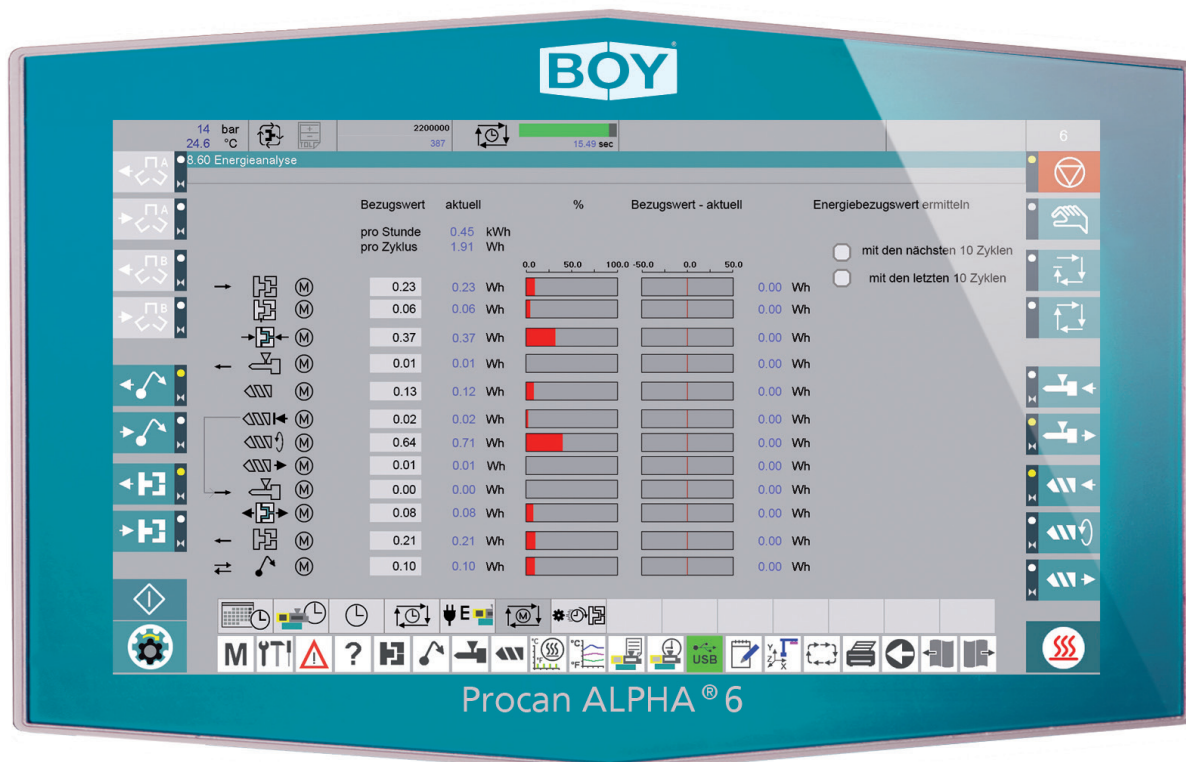 BOY ®
14 bar 2200000 6
24.6 °C TOLP 387 15.49 sec
8.60 Energieanalyse
Bezugswert aktuell % Bezugswert - aktuell Energiebezugswert ermitteln
pro Stunde 0.45 kWh
pro Zyklus 1.91 Wh
mit den nächsten 10 Zyklen
0.0 50.0 100.0 -50.0 0.0 50.0
mit den letzten 10 Zyklen
M 0.23 0.23 Wh 0.00 Wh
M 0.06 0.06 Wh 0.00 Wh
M 0.37 0.37 Wh 0.00 Wh
M 0.01 0.01 Wh 0.00 Wh
M 0.13 0.12 Wh 0.00 Wh
M 0.02 0.02 Wh 0.00 Wh
M 0.64 0.71 Wh 0.00 Wh
M 0.01 0.01 Wh 0.00 Wh
M 0.00 0.00 Wh 0.00 Wh
M 0.08 0.08 Wh 0.00 Wh
M 0.21 0.21 Wh 0.00 Wh
M 0.10 0.10 Wh 0.00 Wh
A
A
B
B
E M
M ? °C °C °F USB Y Z X
Procan ALPHA ® 6